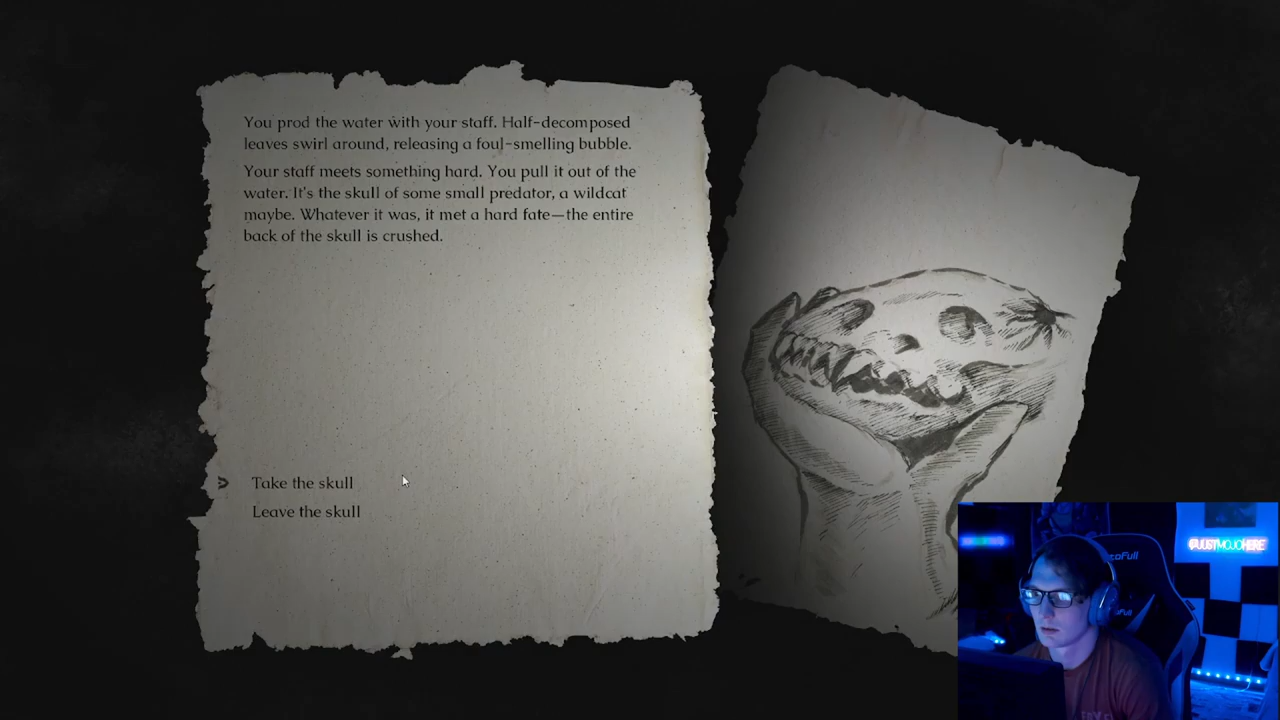 You prod the water with your staff. Half-decomposed
leaves swirl around, releasing a foul-smelling bubble.
Your staff meets something hard. You pull it out of the
water. It's the skull of some small predator, a wildcat
maybe. Whatever it was, it met a hard fate—the entire
back of the skull is crushed.
Take the skull
Leave the skull
@UJUSTMOJOHERE